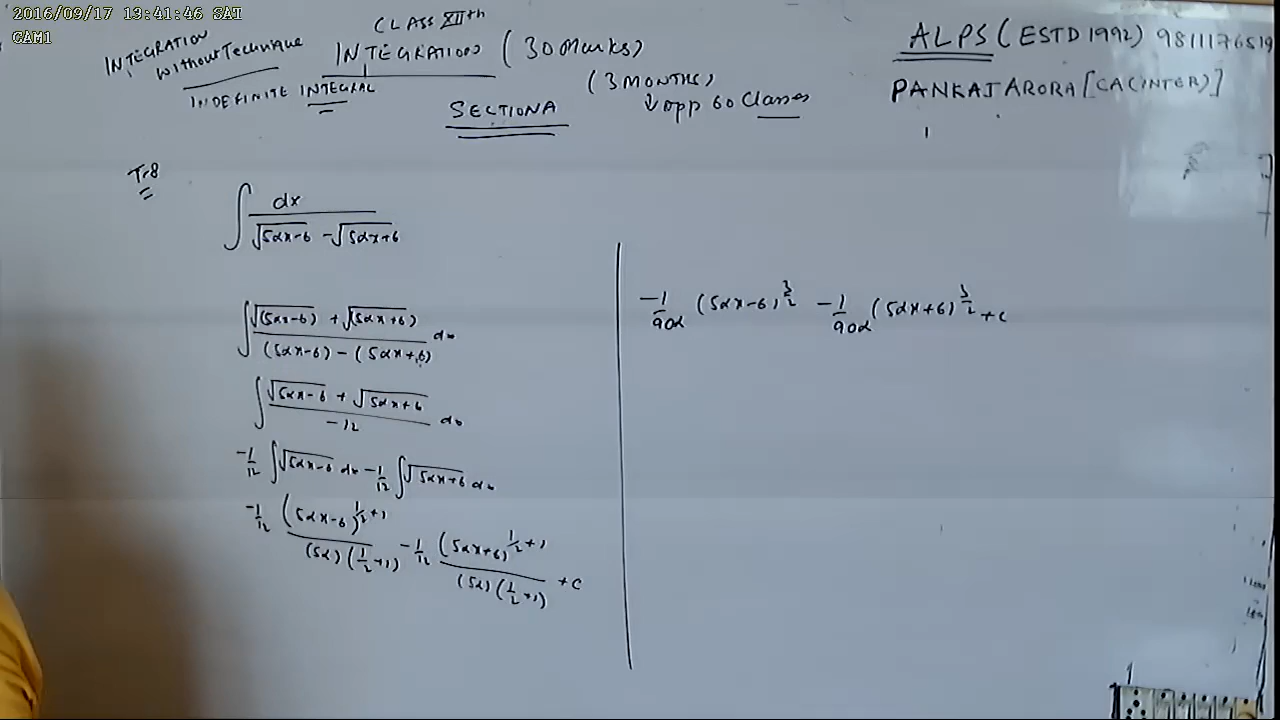 2016/09/17 13:41:46 SAT
CAM1
INTEGRATION
without Technique
INDEFINITE INTEGRAL
CLASS XIIth
INTEGRATIONS (30 Marks)
(3 MONTHS)
↓ opp 60 Classes
SECTION A
ALPS (ESTD 1992) 9811176519
PANKAJ ARORA [CA(INTER)]
Tr8
∫ dx / (√(5αx-6) - √(5αx+6))
∫ (√(5αx-6) + √(5αx+6)) / ((5αx-6) - (5αx+6)) dx
∫ (√(5αx-6) + √(5αx+6)) / -12 dx
-1/12 ∫ √(5αx-6) dx - 1/12 ∫ √(5αx+6) dx
-1/12 (5αx-6)^(1/2+1) / (5α)(1/2+1) - 1/12 (5αx+6)^(1/2+1) / (5α)(1/2+1) + c
-1/90α (5αx-6)^(3/2) - 1/90α (5αx+6)^(3/2) + c